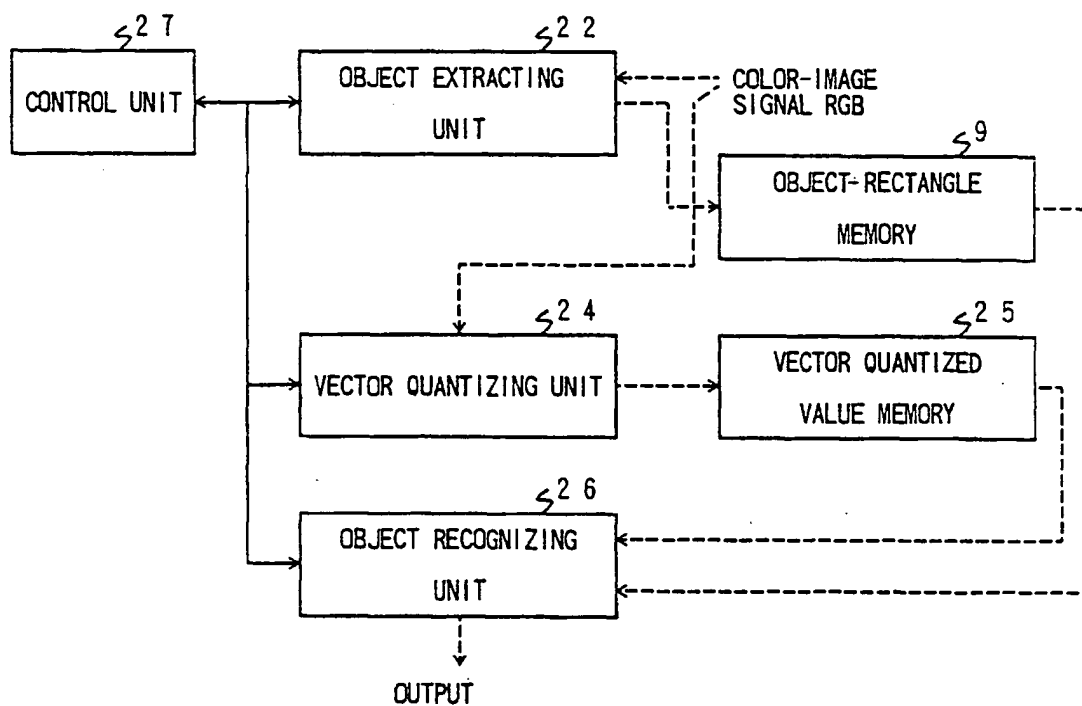 27
CONTROL UNIT
22
OBJECT EXTRACTING
UNIT
COLOR-IMAGE
SIGNAL RGB
9
OBJECT-RECTANGLE
MEMORY
24
VECTOR QUANTIZING UNIT
25
VECTOR QUANTIZED
VALUE MEMORY
26
OBJECT RECOGNIZING
UNIT
OUTPUT